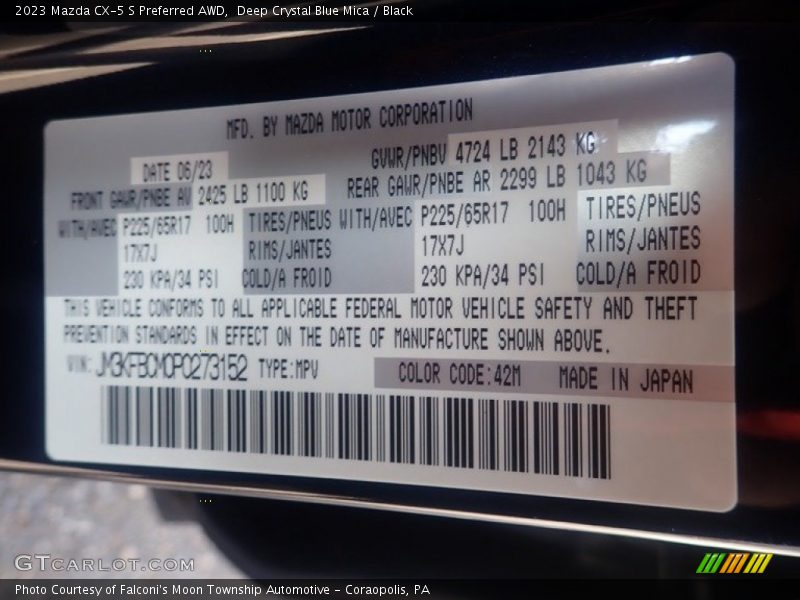 2023 Mazda CX-5 S Preferred AWD,  Deep Crystal Blue Mica / Black
MFD. BY MAZDA MOTOR CORPORATION
DATE 06/23 GVWR/PNBV 4724 LB 2143 KG
FRONT GAWR/PNBE AV 2425 LB 1100 KG REAR GAWR/PNBE AR 2299 LB 1043 KG
WITH/AVEC P225/65R17 100H TIRES/PNEUS WITH/AVEC P225/65R17 100H TIRES/PNEUS
17X7J RIMS/JANTES 17X7J RIMS/JANTES
230 KPA/34 PSI COLD/A FROID 230 KPA/34 PSI COLD/A FROID
THIS VEHICLE CONFORMS TO ALL APPLICABLE FEDERAL MOTOR VEHICLE SAFETY AND THEFT
PREVENTION STANDARDS IN EFFECT ON THE DATE OF MANUFACTURE SHOWN ABOVE.
VIN: JM3KFBCM0P0273152 TYPE:MPV COLOR CODE:42M MADE IN JAPAN
GTCARLOT.COM
Photo Courtesy of Falconi's Moon Township Automotive - Coraopolis, PA